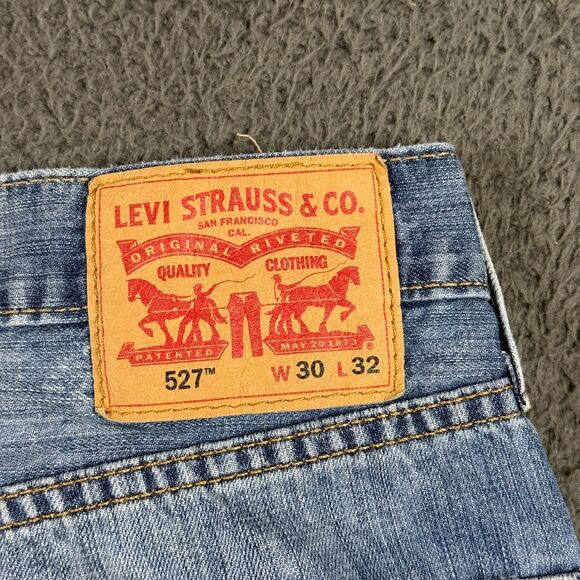 LEVI STRAUSS & CO.
SAN FRANCISCO
CAL.
ORIGINAL RIVETED
QUALITY CLOTHING
PATENTED MAY 20 1873 ®
527™ W 30 L 32